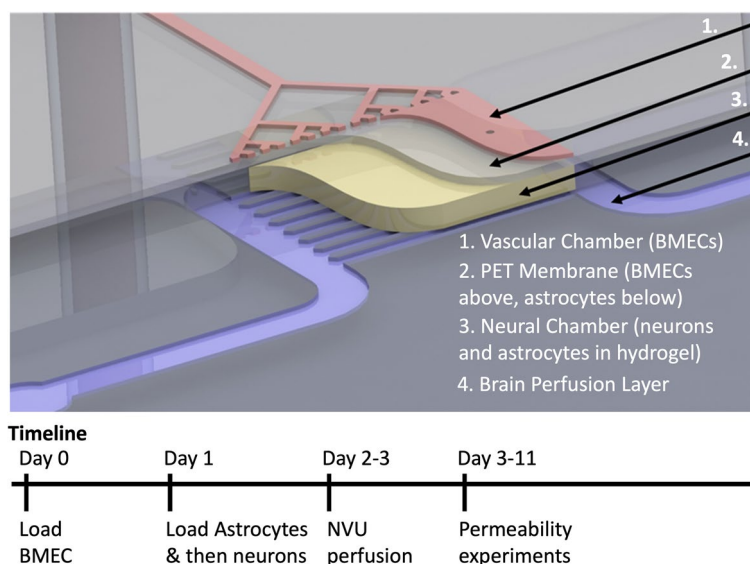 1.
2.
3.
4.
1. Vascular Chamber (BMECs)
2. PET Membrane (BMECs
above, astrocytes below)
3. Neural Chamber (neurons
and astrocytes in hydrogel)
4. Brain Perfusion Layer
Timeline
Day 0
Day 1
Day 2-3
Day 3-11
Load
BMEC
Load Astrocytes
& then neurons
NVU
perfusion
Permeability
experiments